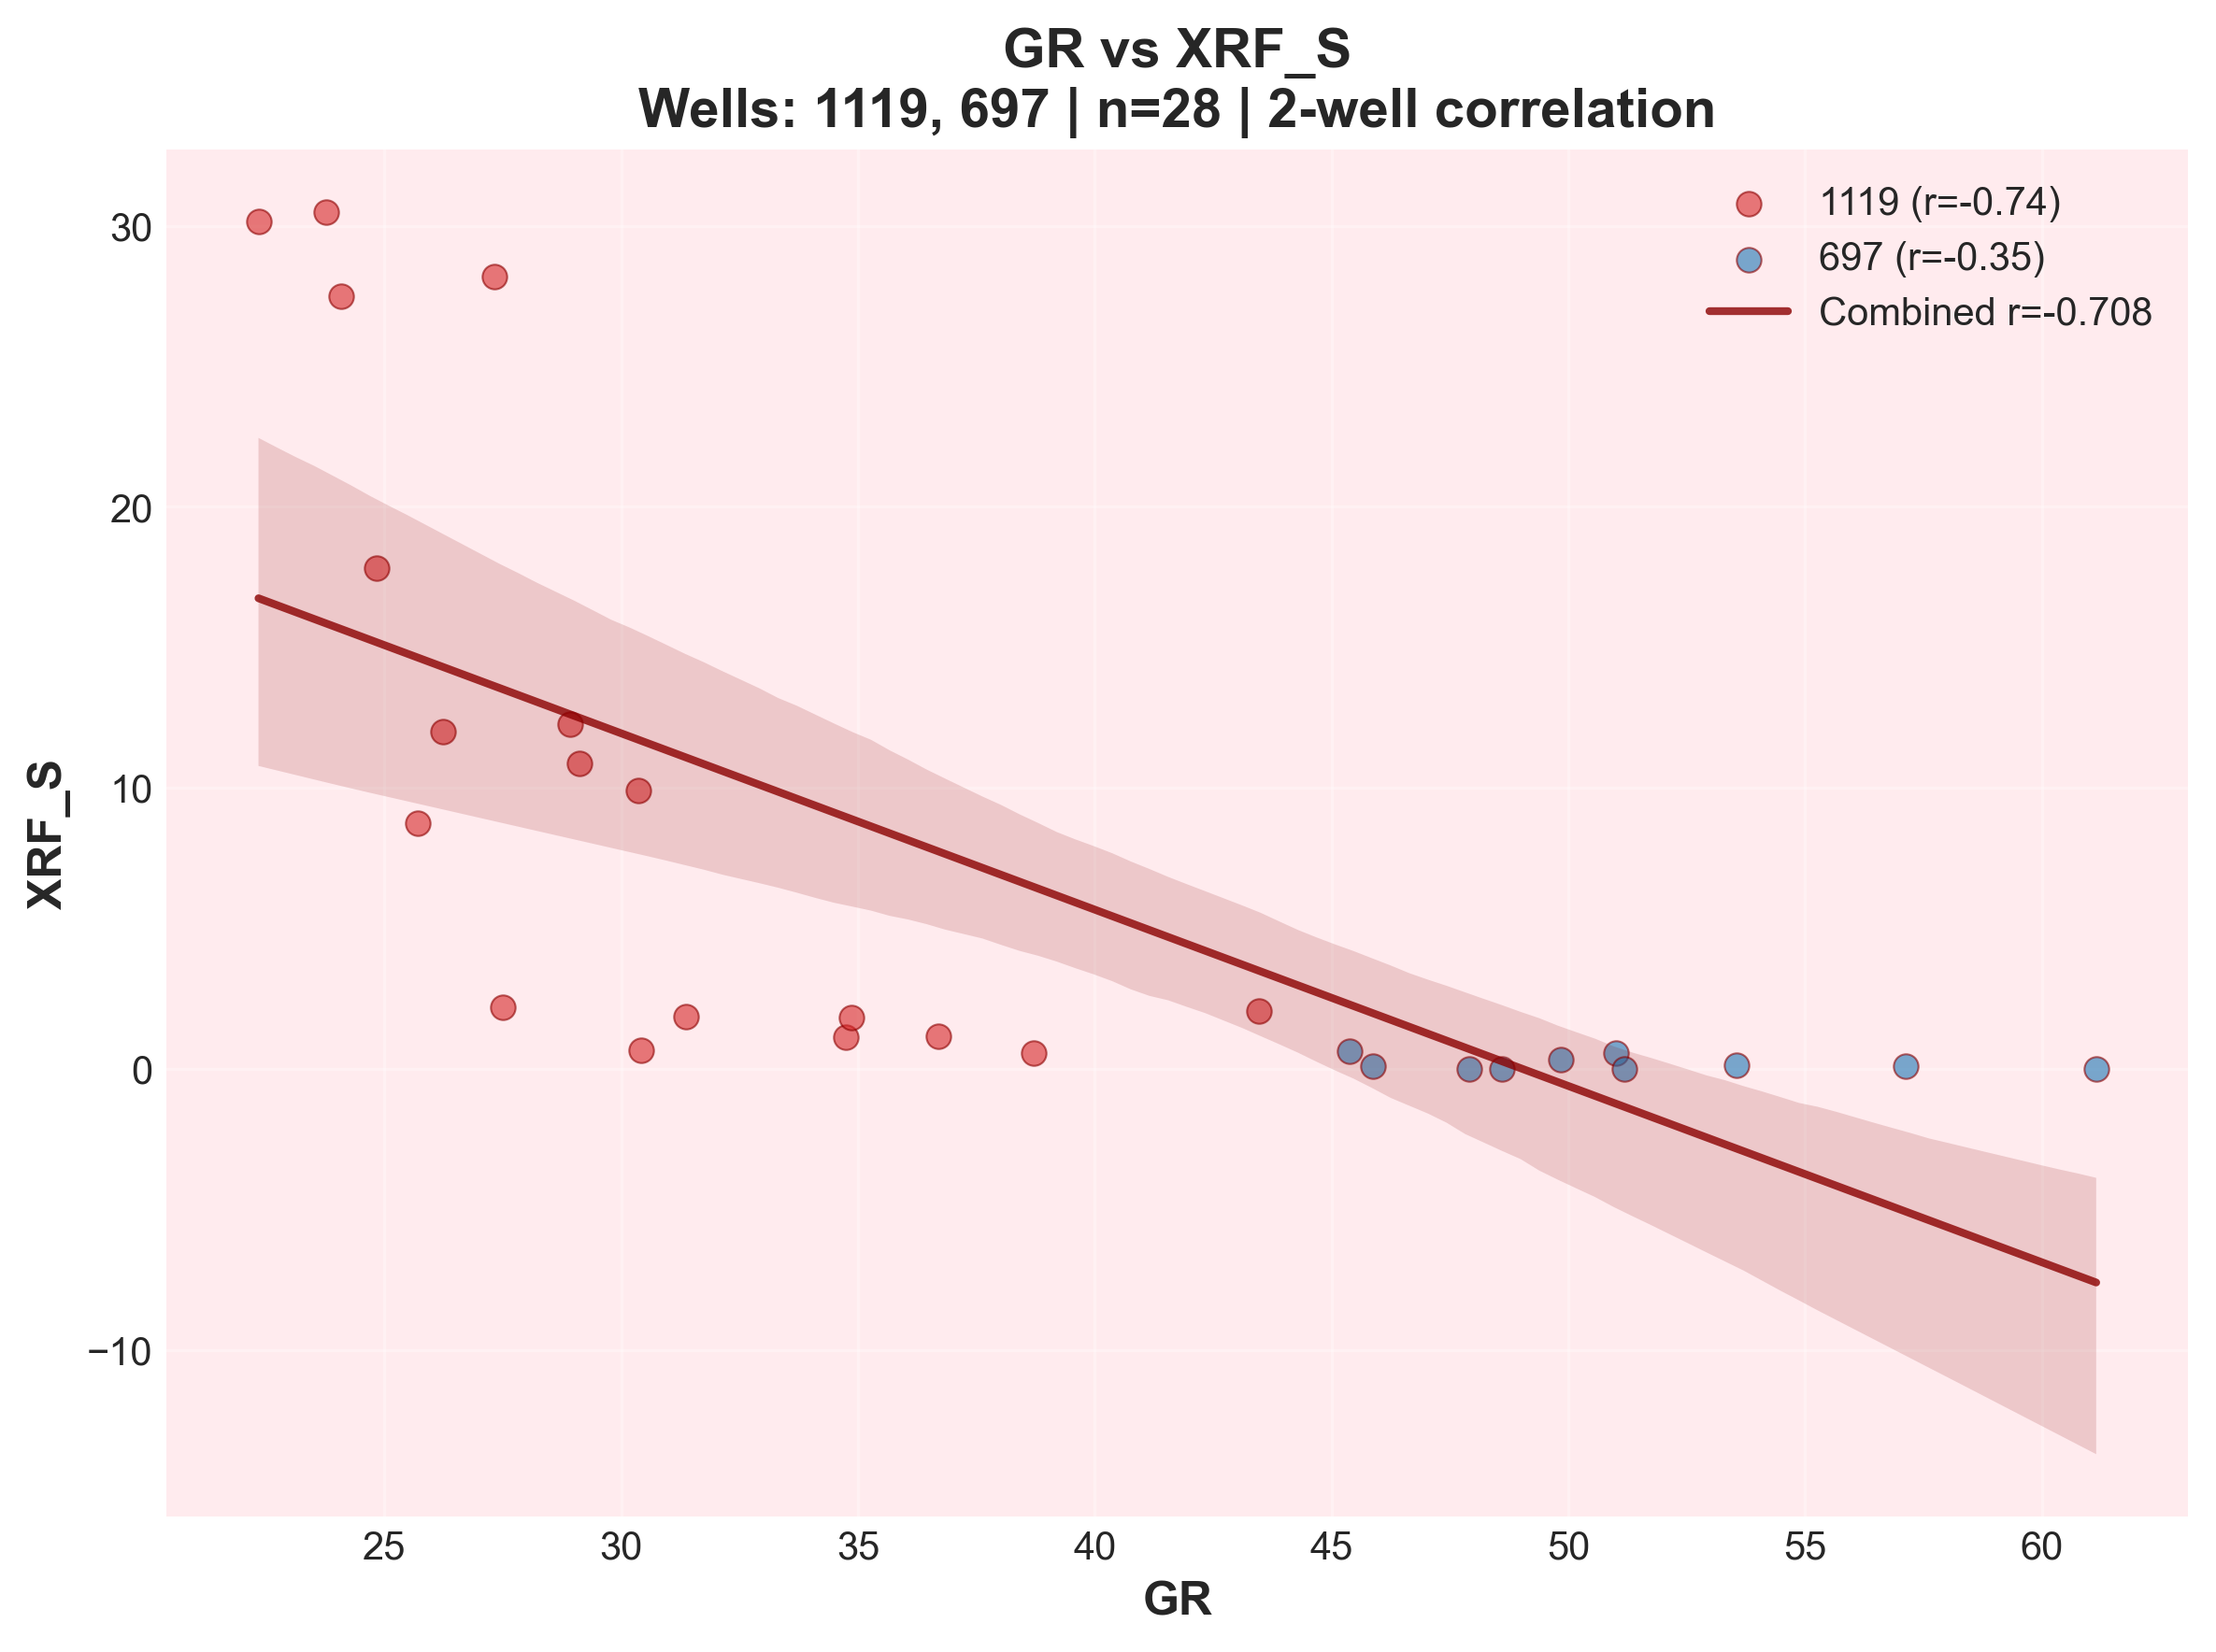 GR vs XRF_S
Wells: 1119, 697 | n=28 | 2-well correlation
1119 (r=-0.74)
697 (r=-0.35)
Combined r=-0.708
XRF_S
30
20
10
0
−10
25 30 35 40 45 50 55 60
GR